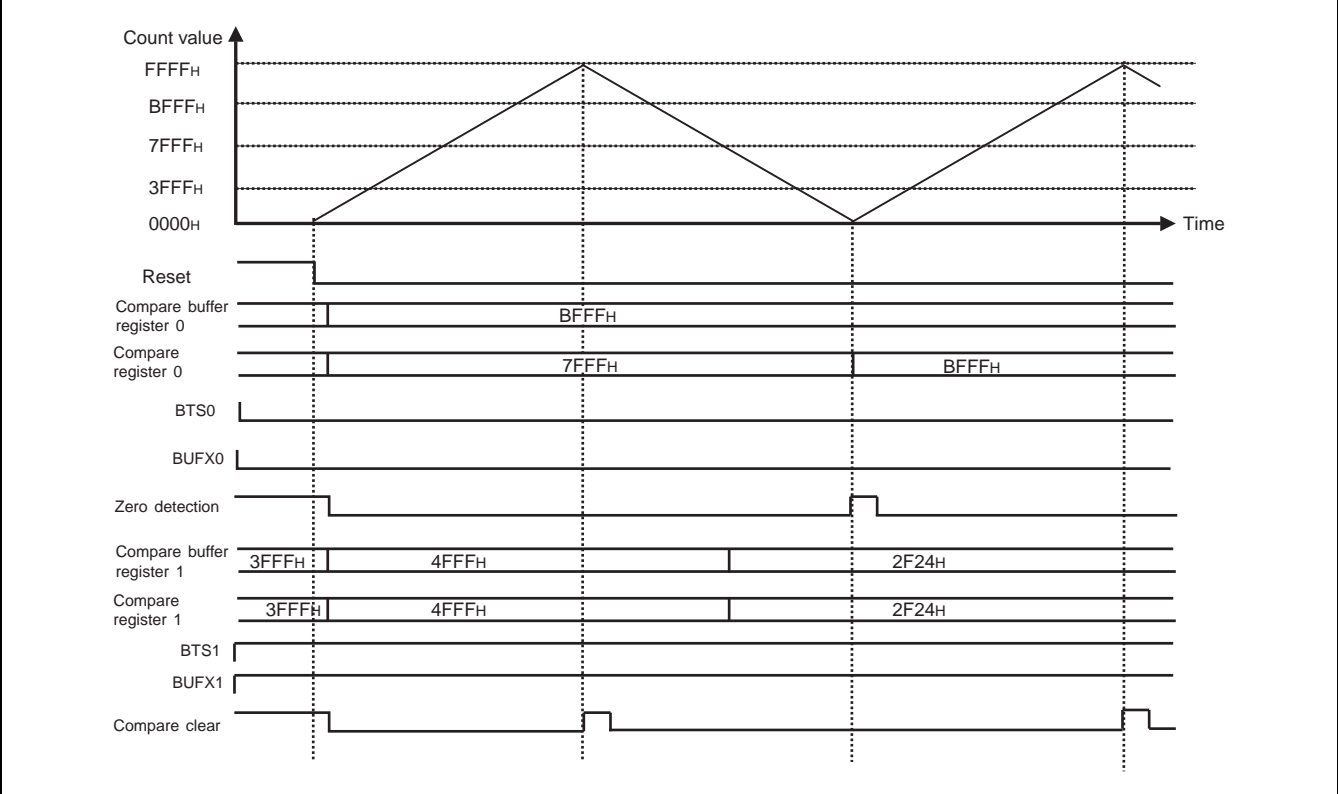 Count value
FFFFH
BFFFH
7FFFH
3FFFH
0000H
Time
Reset
Compare buffer
register 0
BFFFH
Compare
register 0
7FFFH
BFFFH
BTS0
BUFX0
Zero detection
Compare buffer
register 1
3FFFH
4FFFH
2F24H
Compare
register 1
3FFFH
4FFFH
2F24H
BTS1
BUFX1
Compare clear